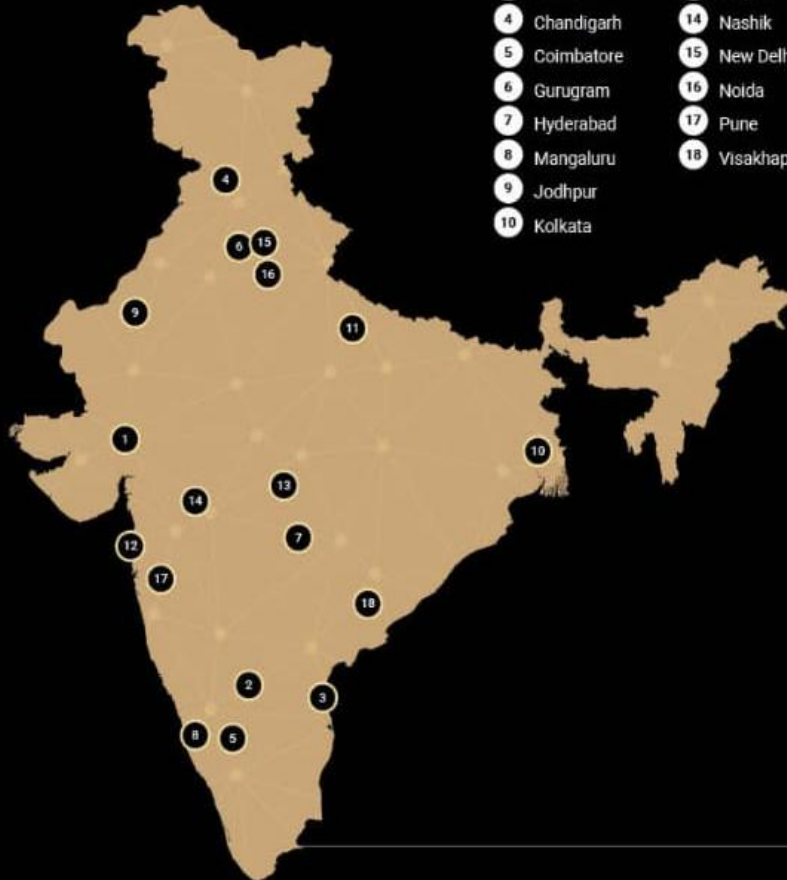 4 Chandigarh
5 Coimbatore
6 Gurugram
7 Hyderabad
8 Mangaluru
9 Jodhpur
10 Kolkata
14 Nashik
15 New Delh
16 Noida
17 Pune
18 Visakhap
4
6 15
16
9
11
1
10
13
14
7
12
17
18
2
3
8 5